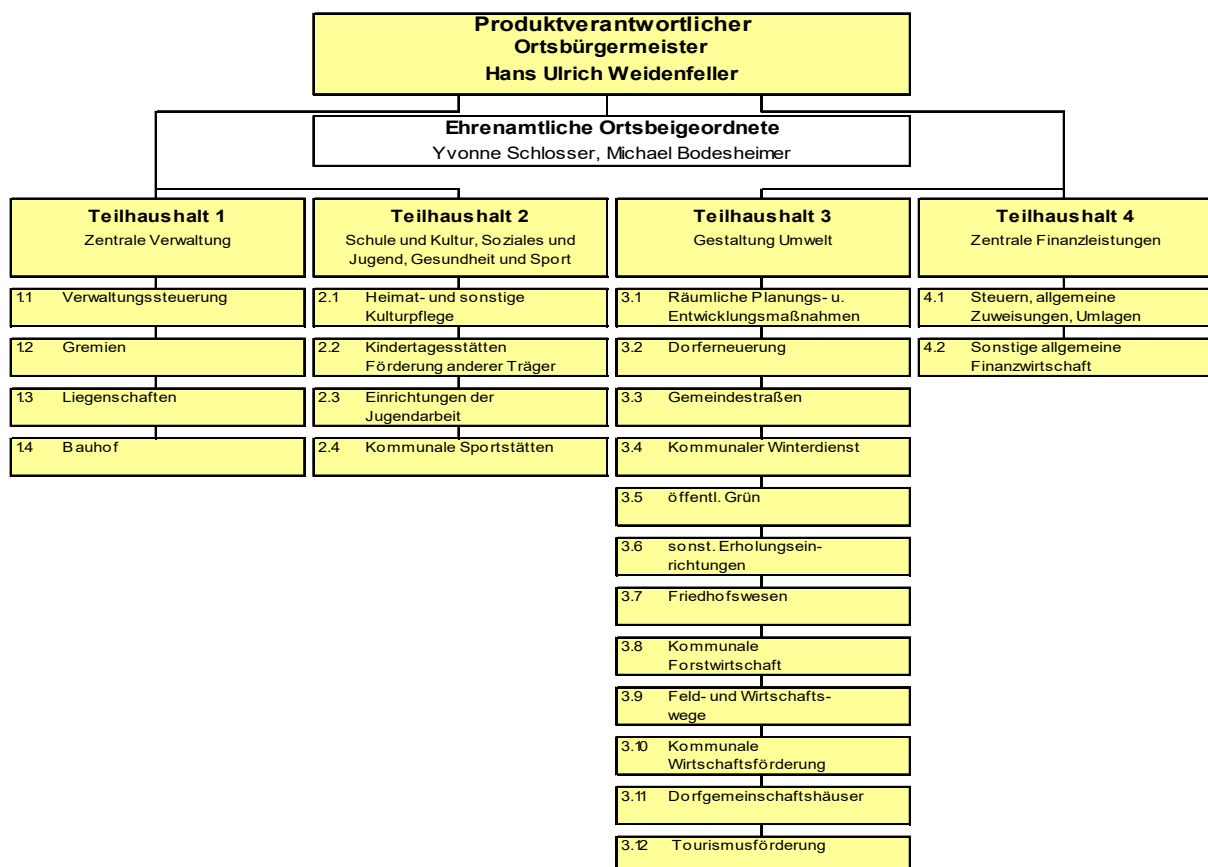 Produktverantwortlicher
Ortsbürgermeister
Hans Ulrich Weidenfeller
Ehrenamtliche Ortsbeigeordnete
Yvonne Schlosser, Michael Bodesheimer
Teilhaushalt 1
Zentrale Verwaltung
1.1 Verwaltungssteuerung
1.2 Gremien
1.3 Liegenschaften
1.4 Bauhof
Teilhaushalt 2
Schule und Kultur, Soziales und
Jugend, Gesundheit und Sport
2.1 Heimat- und sonstige
Kulturpflege
2.2 Kindertagesstätten
Förderung anderer Träger
2.3 Einrichtungen der
Jugendarbeit
2.4 Kommunale Sportstätten
Teilhaushalt 3
Gestaltung Umwelt
3.1 Räumliche Planungs- u.
Entwicklungsmaßnahmen
3.2 Dorferneuerung
3.3 Gemeindestraßen
3.4 Kommunaler Winterdienst
3.5 öffentl. Grün
3.6 sonst. Erholungsein-
richtungen
3.7 Friedhofswesen
3.8 Kommunale
Forstwirtschaft
3.9 Feld- und Wirtschafts-
wege
3.10 Kommunale
Wirtschaftsförderung
3.11 Dorfgemeinschaftshäuser
3.12 Tourismusförderung
Teilhaushalt 4
Zentrale Finanzleistungen
4.1 Steuern, allgemeine
Zuweisungen, Umlagen
4.2 Sonstige allgemeine
Finanzwirtschaft